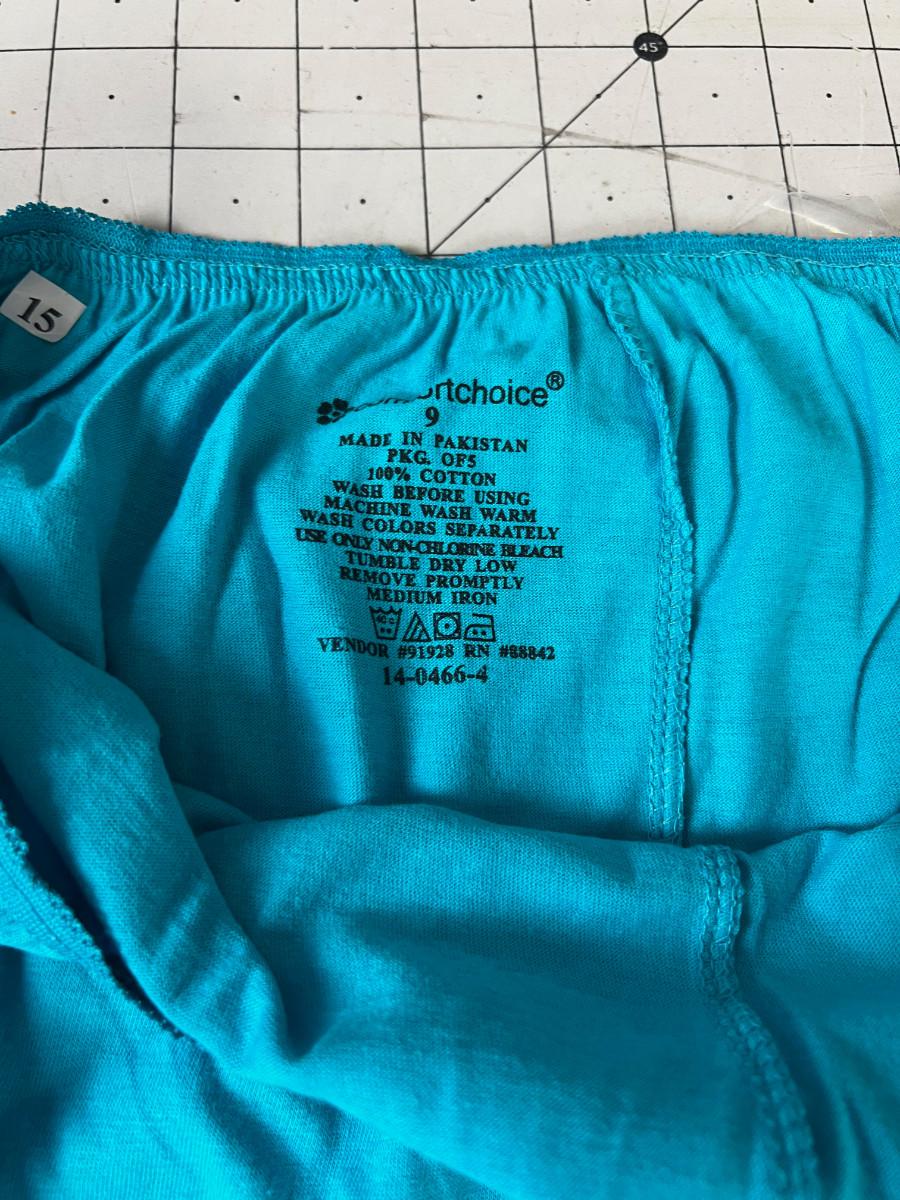 45°
15
comfortchoice®
9
MADE IN PAKISTAN
PKG. OF5
100% COTTON
WASH BEFORE USING
MACHINE WASH WARM
WASH COLORS SEPARATELY
USE ONLY NON-CHLORINE BLEACH
TUMBLE DRY LOW
REMOVE PROMPTLY
MEDIUM IRON
40 C
VENDOR #91928 RN #88842
14-0466-4